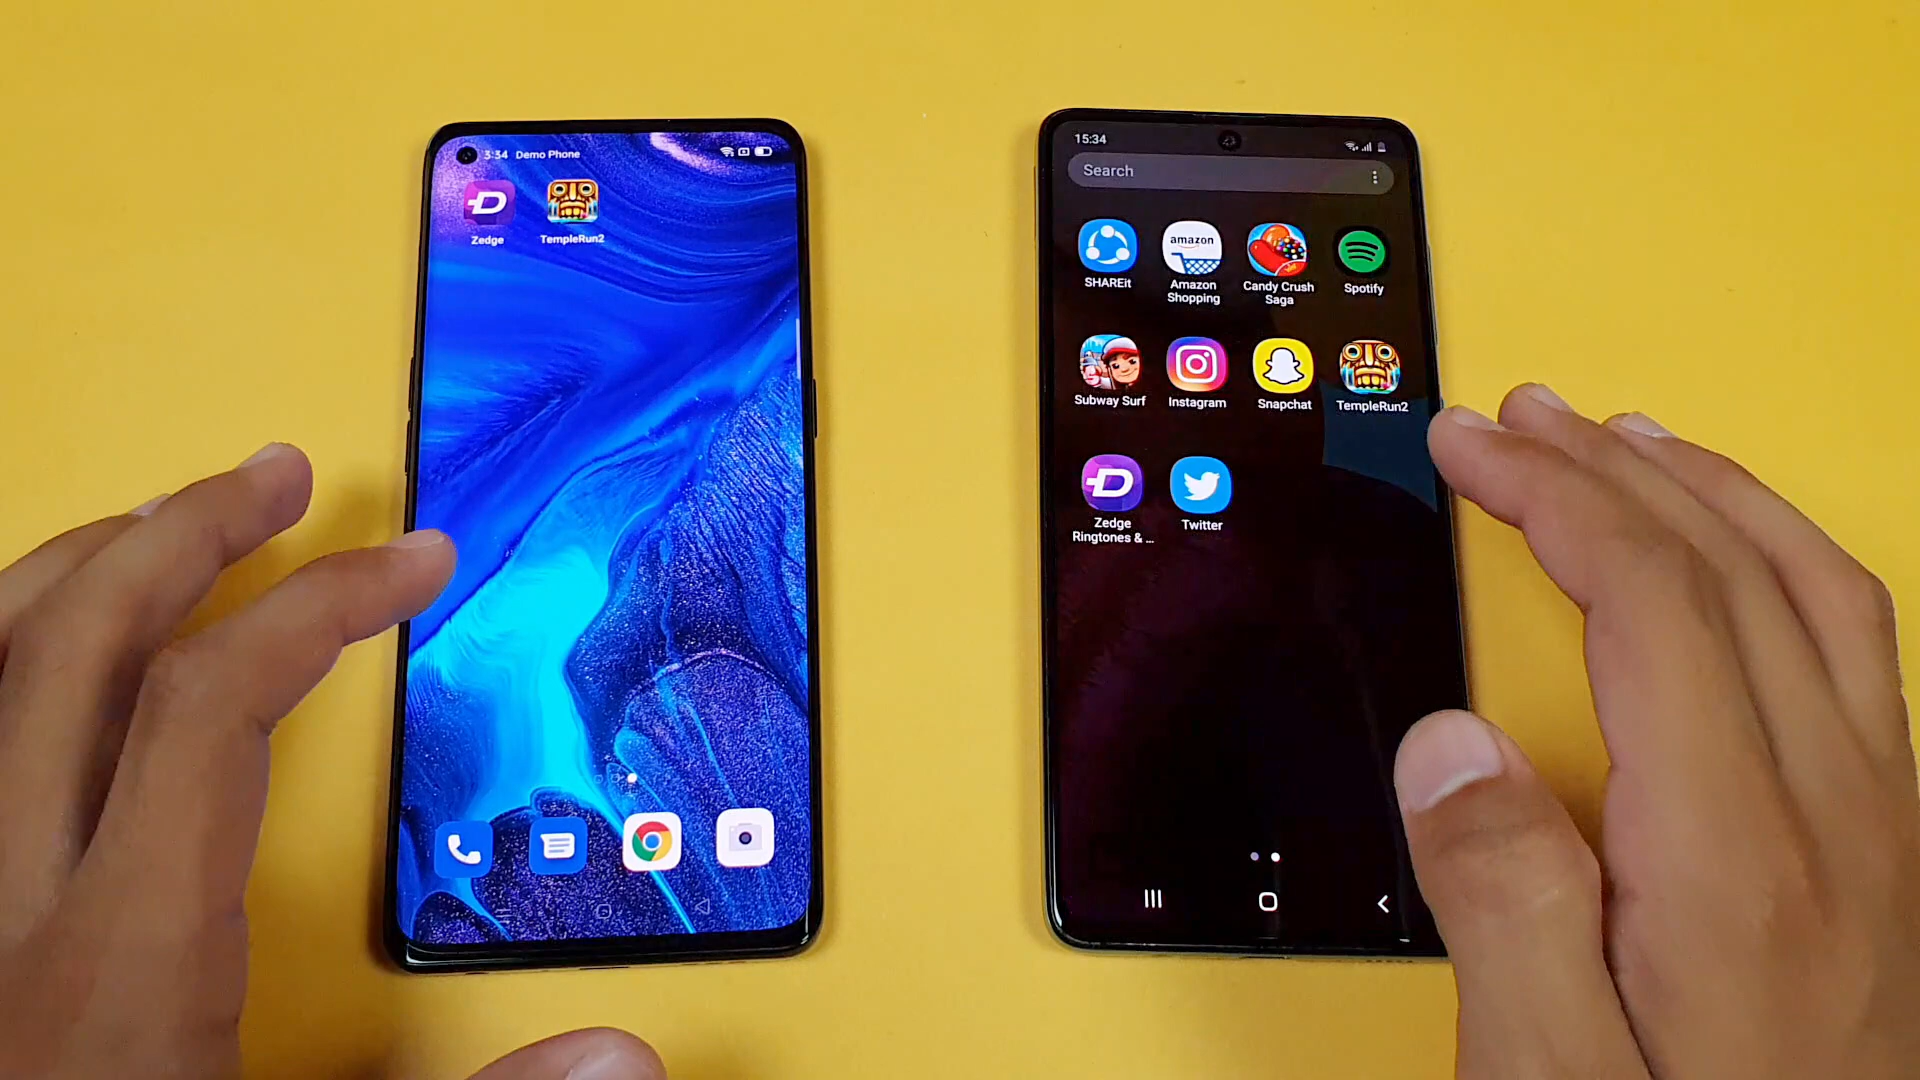 3:34 Demo Phone
Zedge
TempleRun2
15:34
Search
SHAREit
amazon
Amazon
Shopping
Candy Crush
Saga
Spotify
Subway Surf
Instagram
Snapchat
TempleRun2
Zedge
Ringtones & ...
Twitter